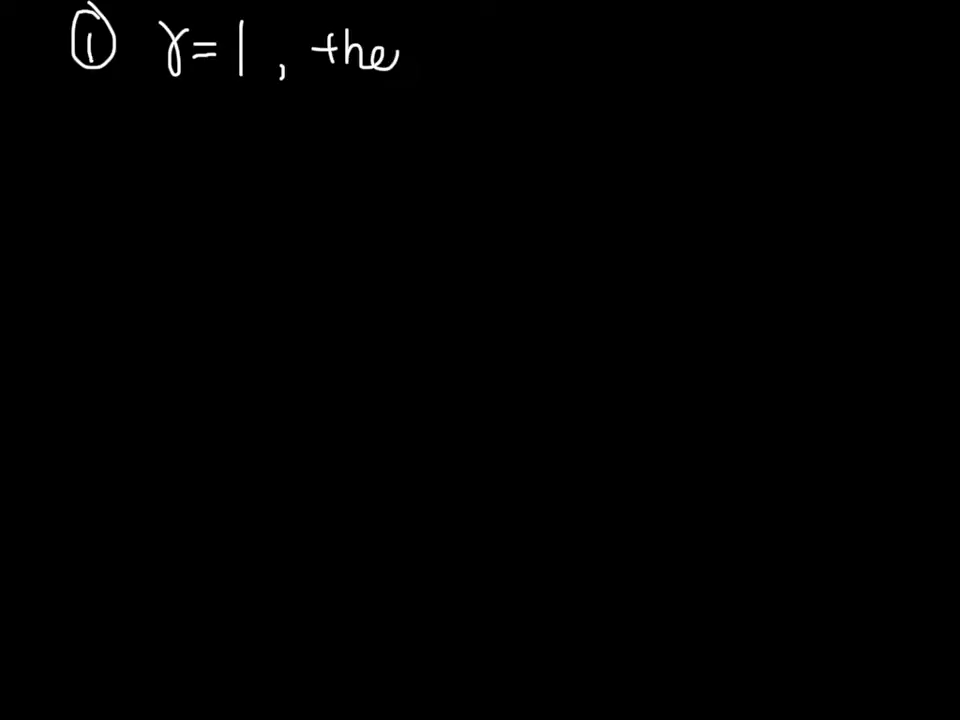 ① γ = 1 , the